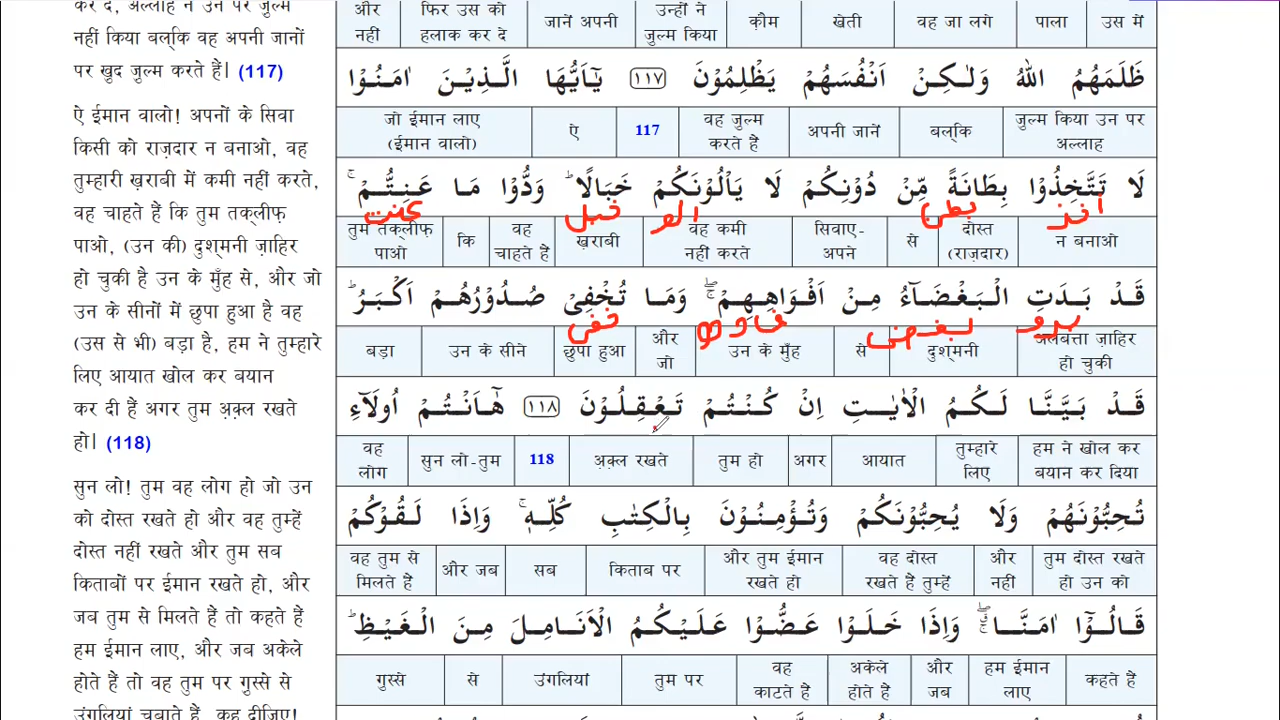 कर दे, अल्लाह ने उन पर ज़ुल्म
नहीं किया बल्कि वह अपनी जानों
पर ख़ुद ज़ुल्म करते हैं। (117)
ऐ ईमान वालो! अपनों के सिवा
किसी को राज़दार न बनाओ, वह
तुम्हारी ख़राबी में कमी नहीं करते,
वह चाहते हैं कि तुम तक्लीफ़
पाओ, (उन की) दुश्मनी ज़ाहिर
हो चुकी है उन के मुँह से, और जो
उन के सीनों में छुपा हुआ है वह
(उस से भी) बड़ा है, हम ने तुम्हारे
लिए आयात खोल कर बयान
कर दी हैं अगर तुम अक़्ल रखते
हो। (118)
सुन लो! तुम वह लोग हो जो उन
को दोस्त रखते हो और वह तुम्हें
दोस्त नहीं रखते और तुम सब
किताबों पर ईमान रखते हो, और
जब तुम से मिलते हैं तो कहते हैं
हम ईमान लाए, और जब अकेले
होते हैं तो वह तुम पर ग़ुस्से से
उंगलियां चबाते हैं, कह दीजिए!
उस में पाला वह जा लगे खेती क़ौम उन्हों ने ज़ुल्म किया जानें अपनी फिर उस को हलाक कर दे और नहीं
ظَلَمَهُمُ اللهُ وَلٰكِنْ اَنْفُسَهُمْ يَظْلِمُوْنَ ﴿١١٧﴾ يٰٓاَيُّهَا الَّذِيْنَ اٰمَنُوْا
ज़ुल्म किया उन पर अल्लाह बल्कि अपनी जानें वह ज़ुल्म करते हैं 117 ऐ जो ईमान लाए (ईमान वालो)
لَا تَتَّخِذُوْا بِطَانَةً مِّنْ دُوْنِكُمْ لَا يَاْلُوْنَكُمْ خَبَالًا ؕ وَدُّوْا مَا عَنِتُّمْ ۚ
न बनाओ दोस्त (राज़दार) से सिवाए-अपने वह कमी नहीं करते ख़राबी वह चाहते हैं कि तुम तक्लीफ़ पाओ
قَدْ بَدَتِ الْبَغْضَآءُ مِنْ اَفْوَاهِهِمْ ۖۚ وَمَا تُخْفِىْ صُدُوْرُهُمْ اَكْبَرُ ؕ
अलबत्ता ज़ाहिर हो चुकी दुश्मनी से उन के मुँह और जो छुपा हुआ उन के सीने बड़ा
قَدْ بَيَّنَّا لَكُمُ الْاٰيٰتِ اِنْ كُنْتُمْ تَعْقِلُوْنَ ﴿١١٨﴾ هٰٓاَنْتُمْ اُولَآءِ
हम ने खोल कर बयान कर दिया तुम्हारे लिए आयात अगर तुम हो अक़्ल रखते 118 सुन लो-तुम वह लोग
تُحِبُّوْنَهُمْ وَلَا يُحِبُّوْنَكُمْ وَتُؤْمِنُوْنَ بِالْكِتٰبِ كُلِّهٖ ۚ وَاِذَا لَقُوْكُمْ
तुम दोस्त रखते हो उन को और नहीं वह दोस्त रखते हैं तुम्हें और तुम ईमान रखते हो किताब पर सब और जब वह तुम से मिलते हैं
قَالُوْٓا اٰمَنَّا ۖۚ وَاِذَا خَلَوْا عَضُّوْا عَلَيْكُمُ الْاَنَامِلَ مِنَ الْغَيْظِ ؕ
कहते हैं हम ईमान लाए और जब अकेले होते हैं वह काटते हैं तुम पर उंगलियां से ग़ुस्से